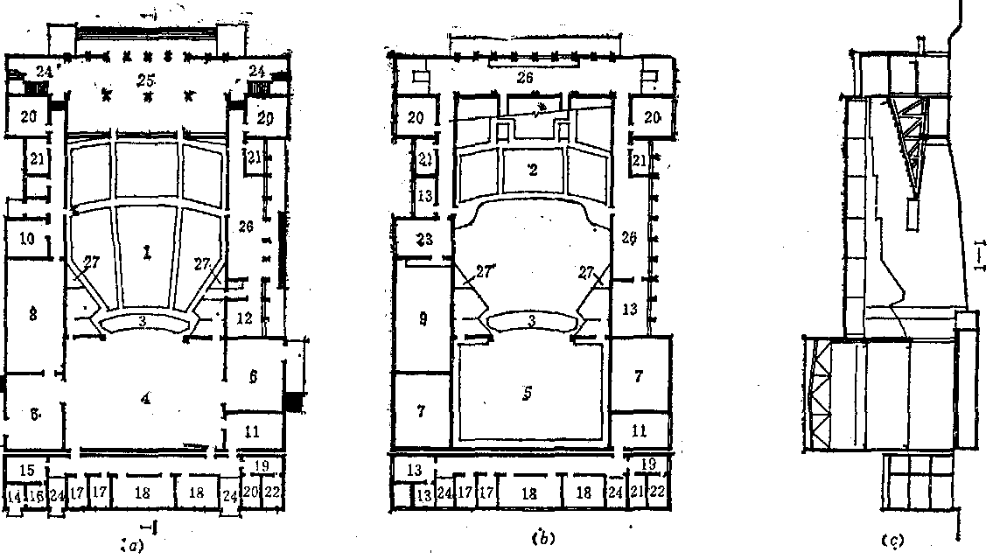 I
24 25 24
20 20
21 21
10 26
1
27 27
8 3 12
6
4
6 11
15 19
14 16 24 17 17 18 18 24 20 22
I
(a)
26
20 20
21 2 21
13
23 26
27 27
13
9 3
7
5
7 11
13 19
13 24 17 17 18 18 24 21 22
(b)
I—I
(c)